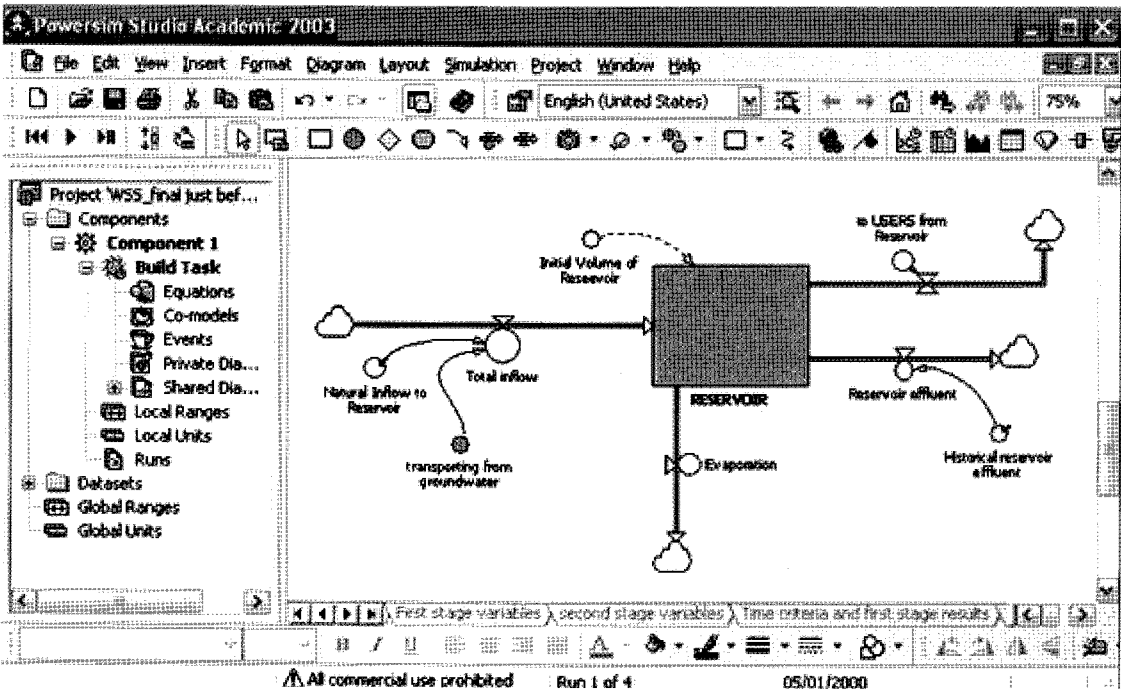 Powersim Studio Academic 2003
File Edit View Insert Format Diagram Layout Simulation Project Window Help
English (United States) 75%
Project 'WSS_final just bef...
Components
Component 1
Build Task
Equations
Co-models
Events
Private Dia...
Shared Dia...
Local Ranges
Local Units
Runs
Datasets
Global Ranges
Global Units
to USERS from
Reservoir
Initial Volume of
Reseevoir
Total inflow
Natural Inflow to
Reservoir
RESERVOIR
Reservoir effluent
transporting from
groundwater
Evaporation
Historical reservoir
effluent
First stage variables second stage variables Time criteria and first stage results
B I U A
All commercial use prohibited Run 1 of 4 05/01/2000